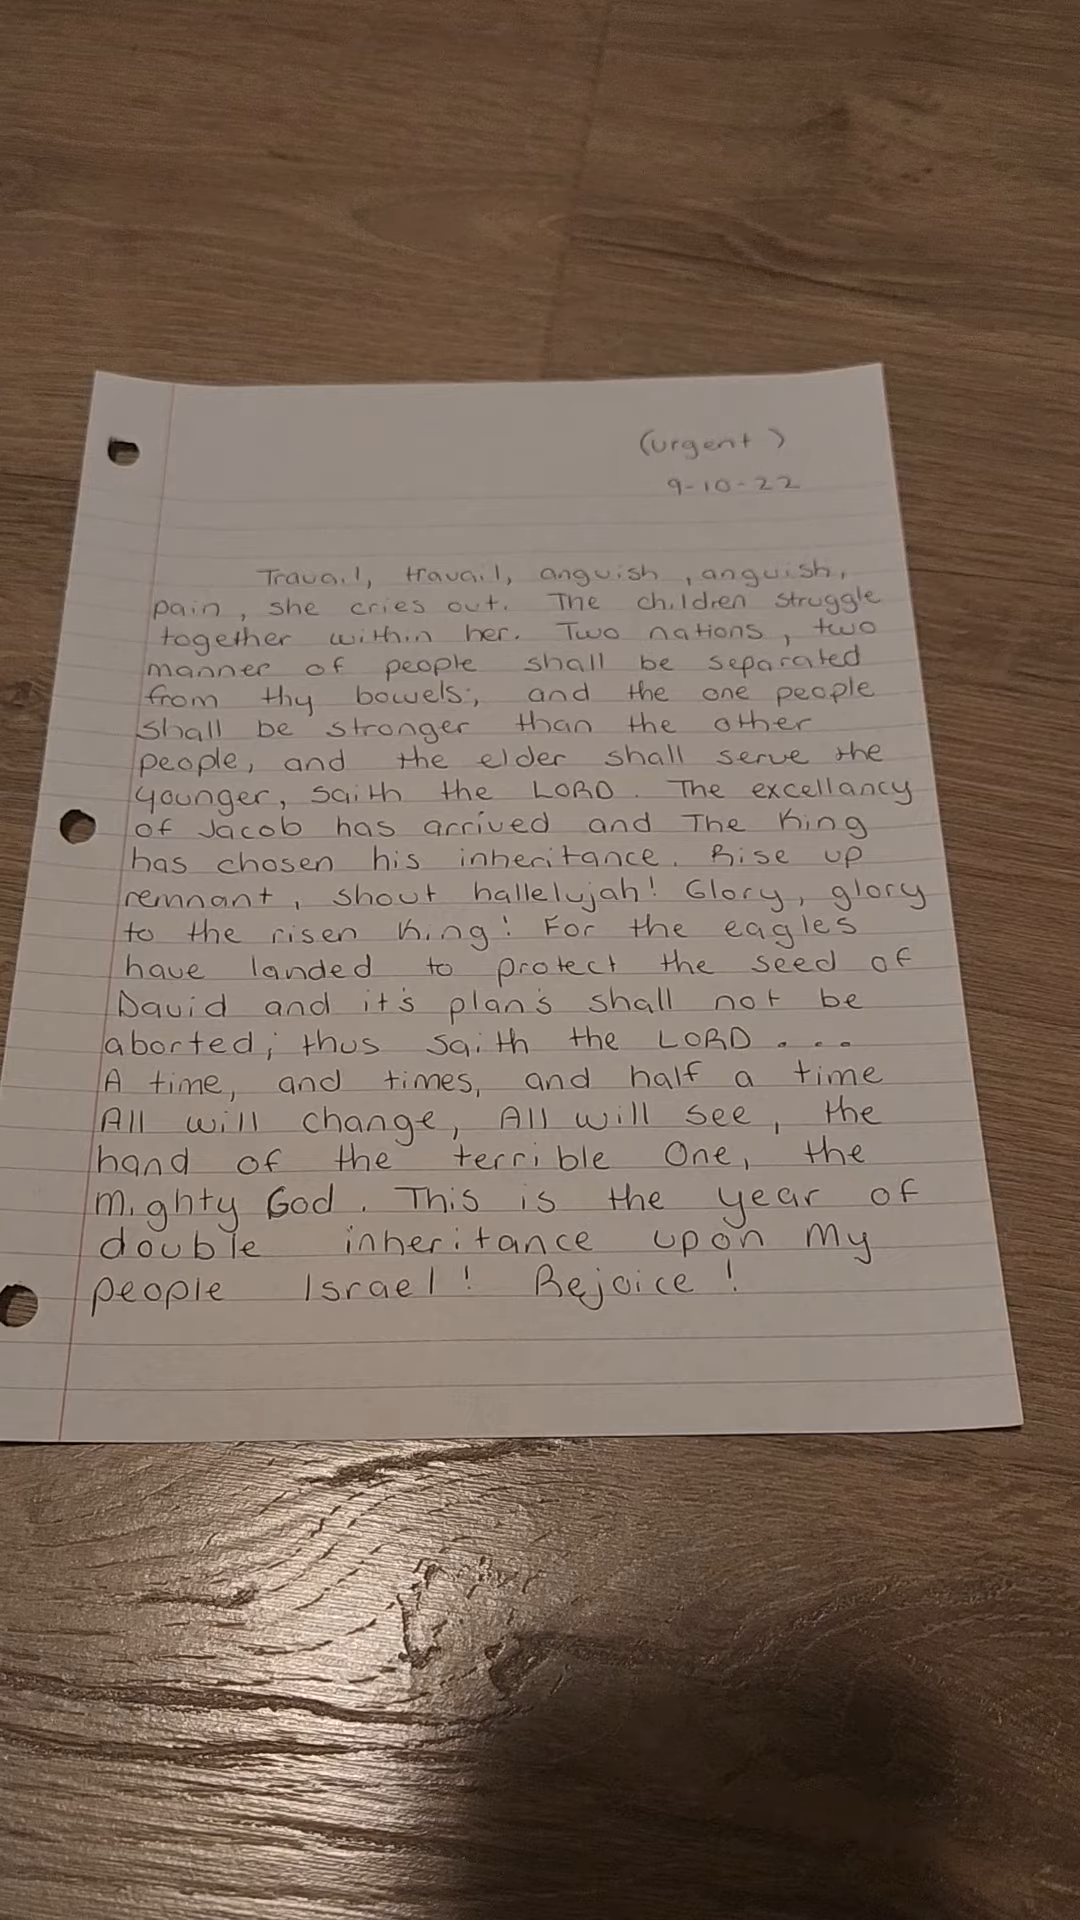 (urgent)
9-10-22
Travail, travail, anguish, anguish,
pain, she cries out. The children struggle
together within her. Two nations, two
manner of people shall be separated
from thy bowels; and the one people
shall be stronger than the other
people, and the elder shall serve the
younger, saith the LORD. The excellancy
of Jacob has arrived and The King
has chosen his inheritance. Rise up
remnant, shout hallelujah! Glory, glory
to the risen King! For the eagles
have landed to protect the seed of
David and it's plan's shall not be
aborted; thus saith the LORD....
A time, and times, and half a time
All will change, All will see, the
hand of the terrible One, the
Mighty God. This is the year of
double inheritance upon My
people Israel! Rejoice!